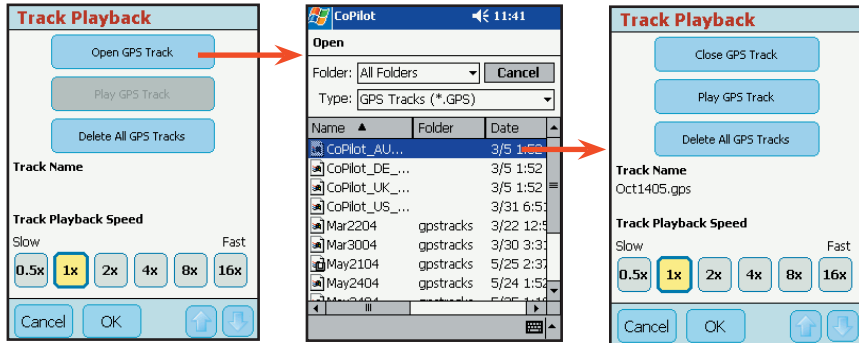 Track Playback
Open GPS Track
Play GPS Track
Delete All GPS Tracks
Track Name
Track Playback Speed
Slow Fast
0.5x 1x 2x 4x 8x 16x
Cancel OK
CoPilot 11:41
Open
Folder: All Folders Cancel
Type: GPS Tracks (*.GPS)
Name Folder Date
CoPilot_AU... 3/5 1:52
CoPilot_DE_... 3/5 1:52
CoPilot_UK_... 3/5 1:52
CoPilot_US_... 3/31 6:51
Mar2204 gpstracks 3/22 12:5
Mar3004 gpstracks 3/30 3:31
May2104 gpstracks 5/25 2:37
May2404 gpstracks 5/24 1:52
Track Playback
Close GPS Track
Play GPS Track
Delete All GPS Tracks
Track Name
Oct1405.gps
Track Playback Speed
Slow Fast
0.5x 1x 2x 4x 8x 16x
Cancel OK